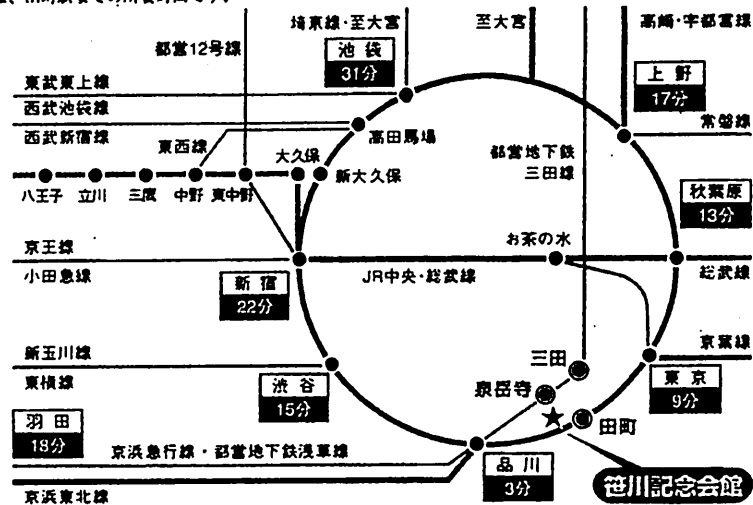 埼京線・至大宮
至大宮
高崎・宇都宮線
都営12号線
池袋
31分
上野
17分
東武東上線
西武池袋線
西武新宿線
常磐線
東西線
高田馬場
都営地下鉄
三田線
大久保
新大久保
八王子
立川
三鷹
中野
東中野
秋葉原
13分
お茶の水
京王線
小田急線
JR中央・総武線
総武線
新宿
22分
京葉線
新玉川線
東横線
三田
泉岳寺
渋谷
15分
東京
9分
羽田
18分
田町
京浜急行線・都営地下鉄浅草線
品川
3分
京浜東北線
笹川記念会館